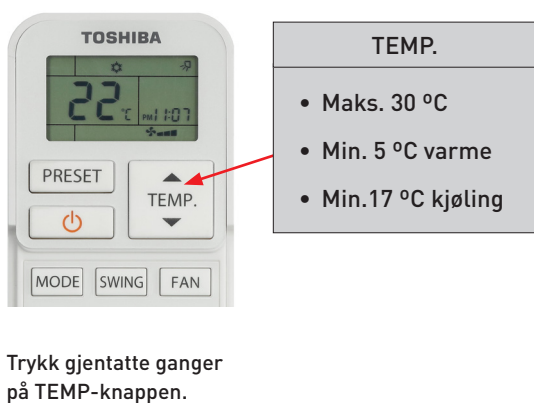 TOSHIBA
22 °C
PM 11:07
PRESET
TEMP.
MODE SWING FAN
TEMP.
• Maks. 30 ºC
• Min. 5 ºC varme
• Min.17 ºC kjøling
Trykk gjentatte ganger
på TEMP-knappen.